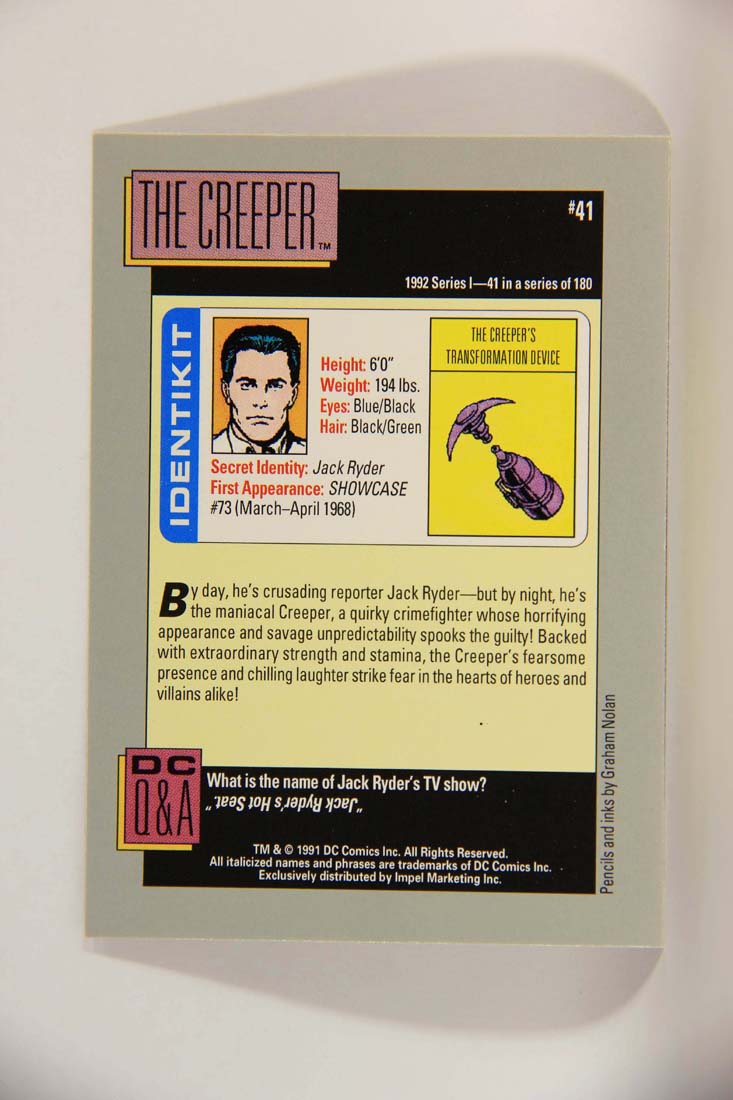 THE CREEPER™
#41
1992 Series I—41 in a series of 180
IDENTIKIT
Height: 6'0"
Weight: 194 lbs.
Eyes: Blue/Black
Hair: Black/Green
Secret Identity: Jack Ryder
First Appearance: SHOWCASE
#73 (March–April 1968)
THE CREEPER'S
TRANSFORMATION DEVICE
By day, he's crusading reporter Jack Ryder—but by night, he's
the maniacal Creeper, a quirky crimefighter whose horrifying
appearance and savage unpredictability spooks the guilty! Backed
with extraordinary strength and stamina, the Creeper's fearsome
presence and chilling laughter strike fear in the hearts of heroes and
villains alike!
DC
Q&A
What is the name of Jack Ryder's TV show?
"Jack Ryder's Hot Seat."
TM & © 1991 DC Comics Inc. All Rights Reserved.
All italicized names and phrases are trademarks of DC Comics Inc.
Exclusively distributed by Impel Marketing Inc.
Pencils and inks by Graham Nolan